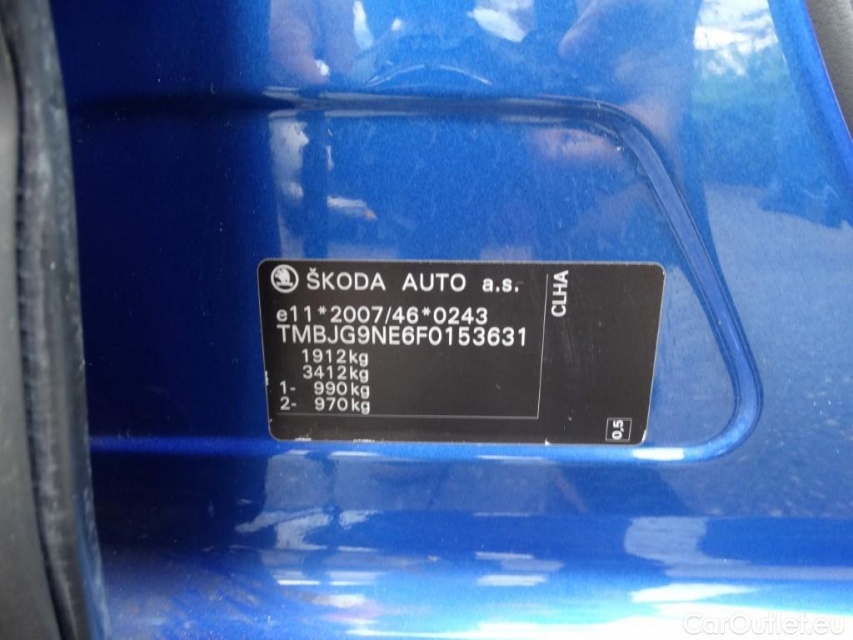 ŠKODA AUTO a.s.
e11*2007/46*0243
TMBJG9NE6F0153631
1912kg
3412kg
1- 990kg
2- 970kg
CLHA
0,5
CarOutlet.eu